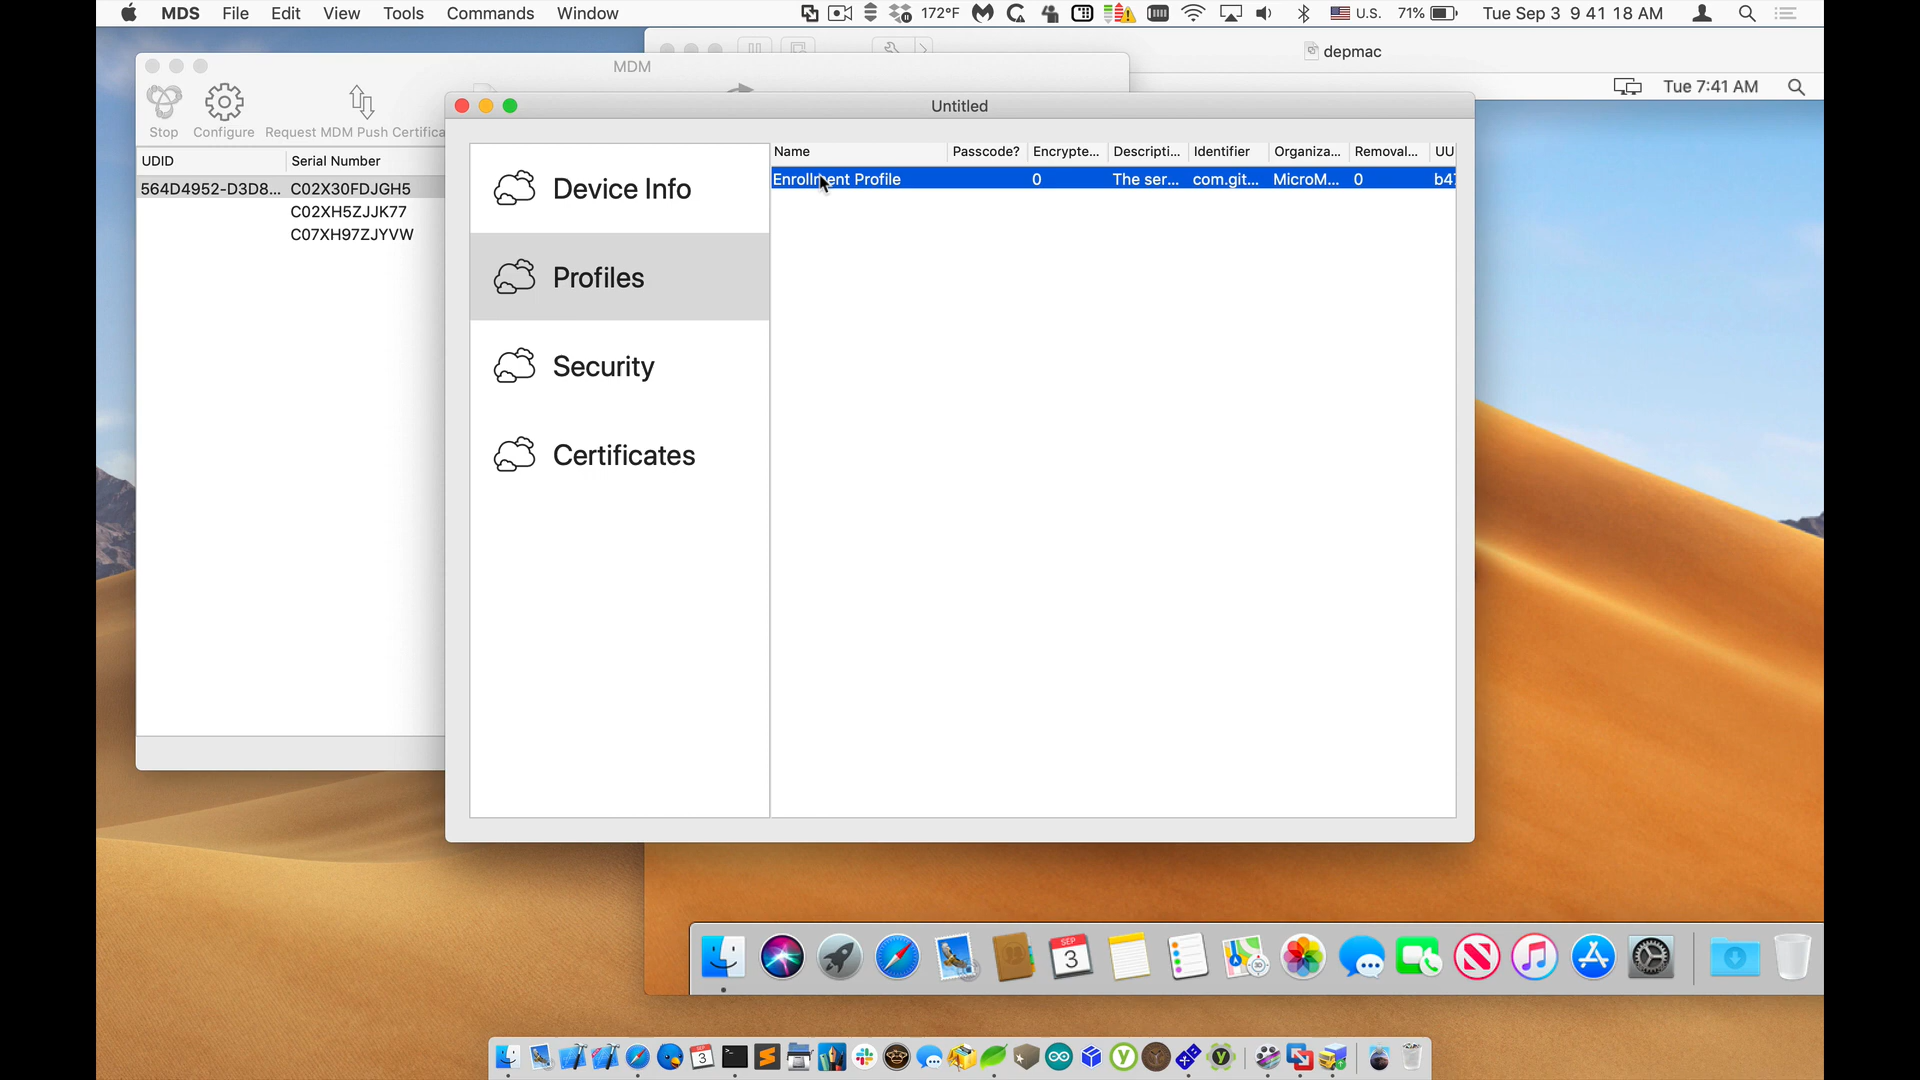 MDS File Edit View Tools Commands Window 172°F U.S. 71% Tue Sep 3 9 41 18 AM
depmac
MDM
Tue 7:41 AM
Stop Configure Request MDM Push Certifica
Untitled
UDID Serial Number
564D4952-D3D8... C02X30FDJGH5
C02XH5ZJJK77
C07XH97ZJYVW
Device Info
Profiles
Security
Certificates
Name Passcode? Encrypte... Descripti... Identifier Organiza... Removal... UU
Enrollment Profile 0 The ser... com.git... MicroM... 0 b4
SEP
3
3